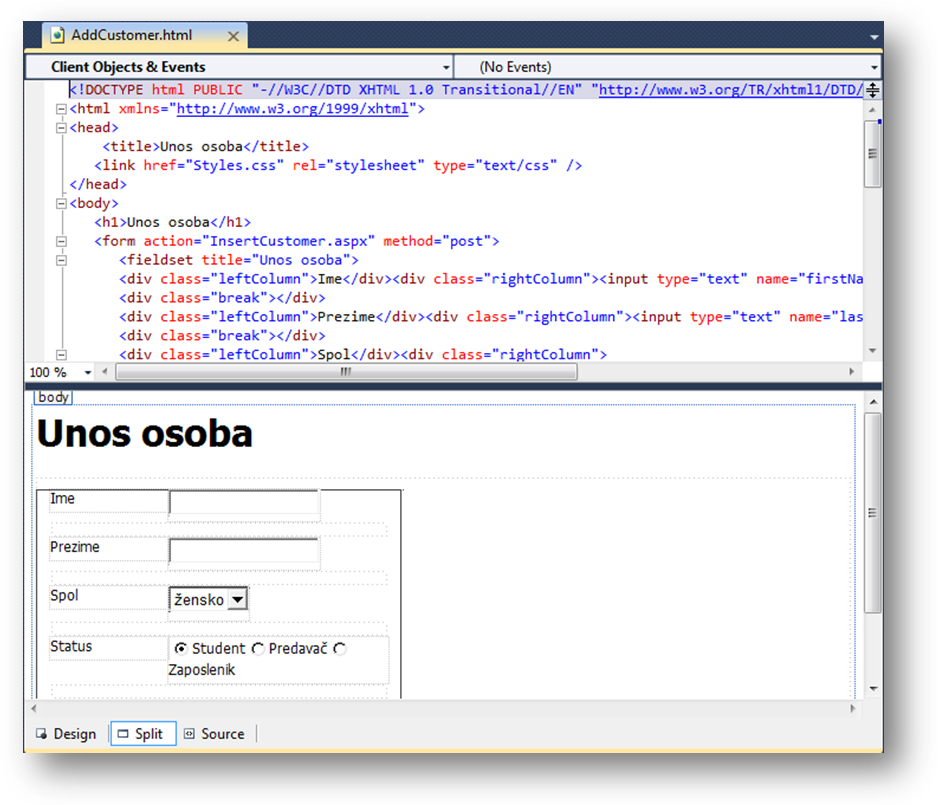 AddCustomer.html
Client Objects & Events (No Events)
<!DOCTYPE html PUBLIC "-//W3C//DTD XHTML 1.0 Transitional//EN" "http://www.w3.org/TR/xhtml1/DTD/
<html xmlns="http://www.w3.org/1999/xhtml">
<head>
<title>Unos osoba</title>
<link href="Styles.css" rel="stylesheet" type="text/css" />
</head>
<body>
<h1>Unos osoba</h1>
<form action="InsertCustomer.aspx" method="post">
<fieldset title="Unos osoba">
<div class="leftColumn">Ime</div><div class="rightColumn"><input type="text" name="firstNa
<div class="break"></div>
<div class="leftColumn">Prezime</div><div class="rightColumn"><input type="text" name="las
<div class="break"></div>
<div class="leftColumn">Spol</div><div class="rightColumn">
100 %
body
Unos osoba
Ime
Prezime
Spol žensko
Status Student Predavač
Zaposlenik
Design Split Source